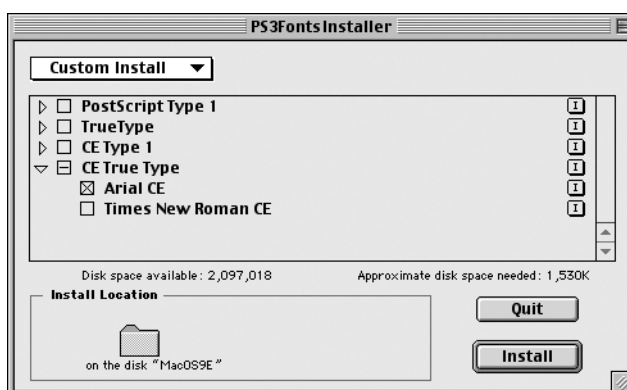 PS3FontsInstaller
Custom Install
PostScript Type 1
I
TrueType
I
CE Type 1
I
CE True Type
I
Arial CE
I
Times New Roman CE
I
Disk space available: 2,097,018 Approximate disk space needed: 1,530K
Install Location
on the disk “MacOS9E”
Quit
Install